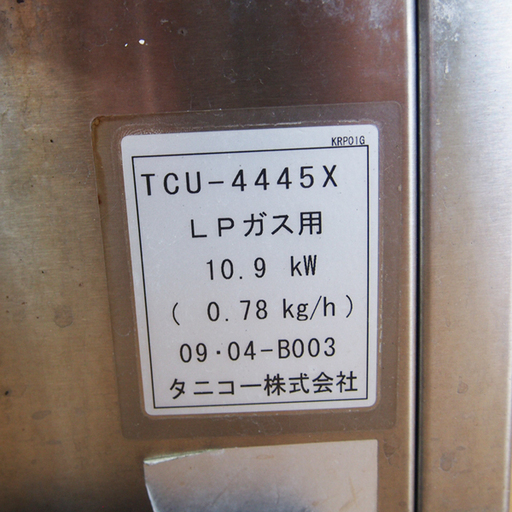 KRP01G
TCU-4445X
LPガス用
10.9 kW
( 0.78 kg/h )
09・04-B003
タニコー株式会社